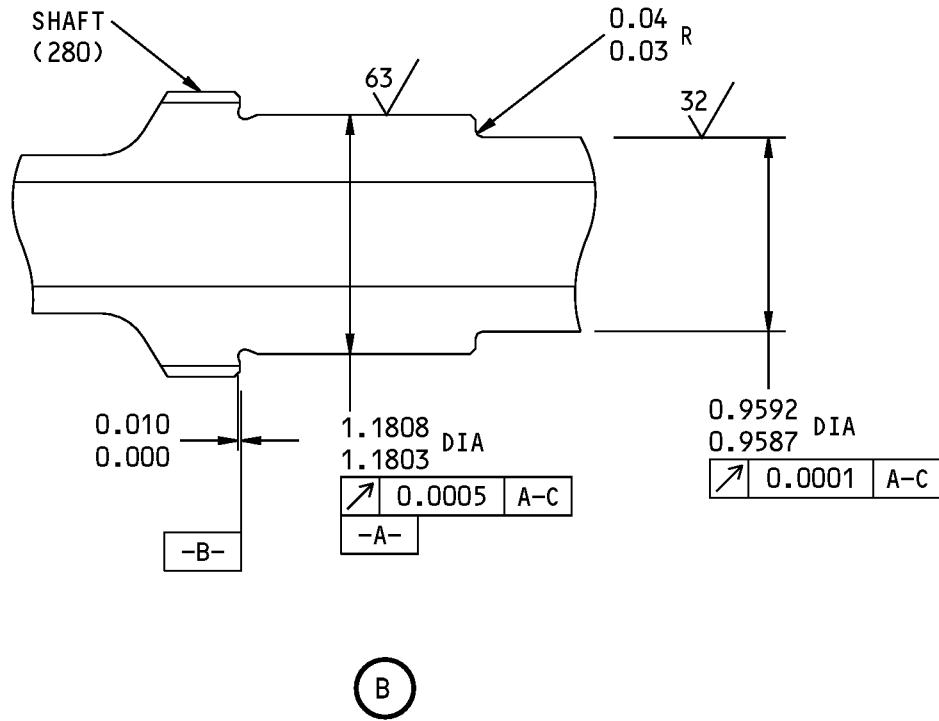 SHAFT
(280)
0.04
0.03 R
63
32
0.010
0.000
1.1808
1.1803 DIA
0.0005 A-C
-A-
0.9592
0.9587 DIA
0.0001 A-C
-B-
B